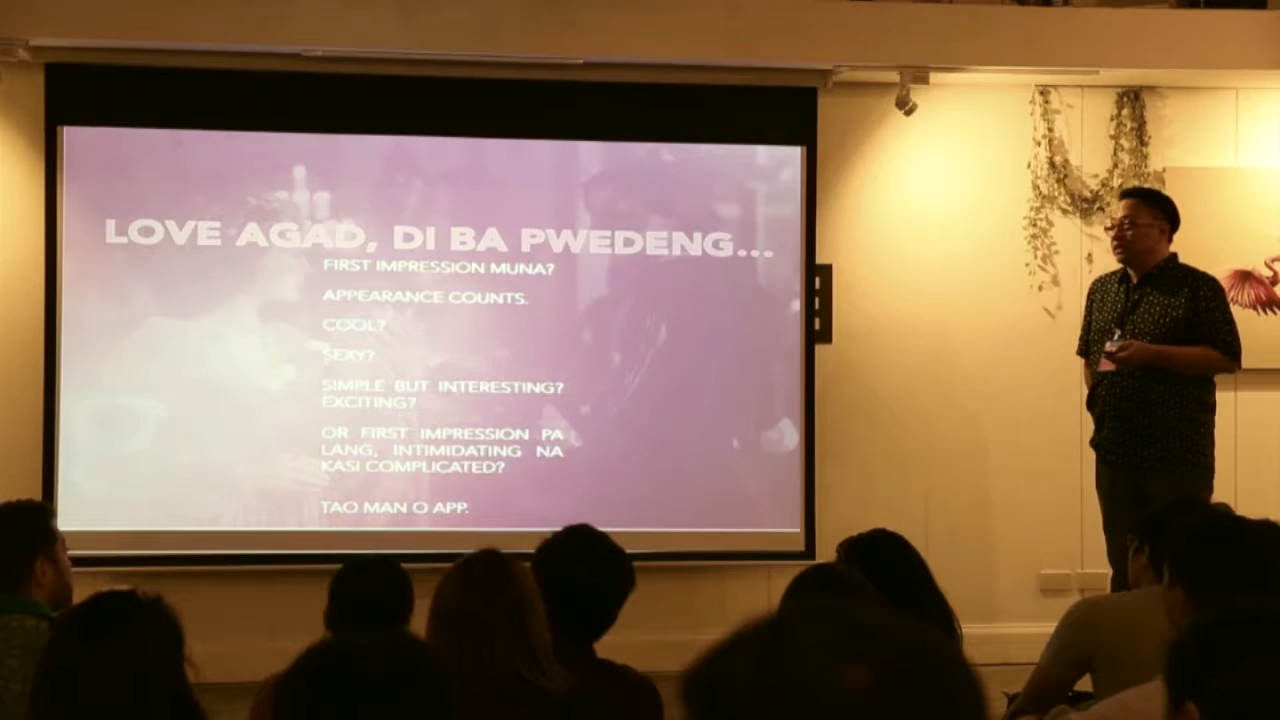 LOVE AGAD, DI BA PWEDENG...
FIRST IMPRESSION MUNA?
APPEARANCE COUNTS.
COOL?
SEXY?
SIMPLE BUT INTERESTING?
EXCITING?
OR FIRST IMPRESSION PA
LANG, INTIMIDATING NA
KASI COMPLICATED?
TAO MAN O APP.